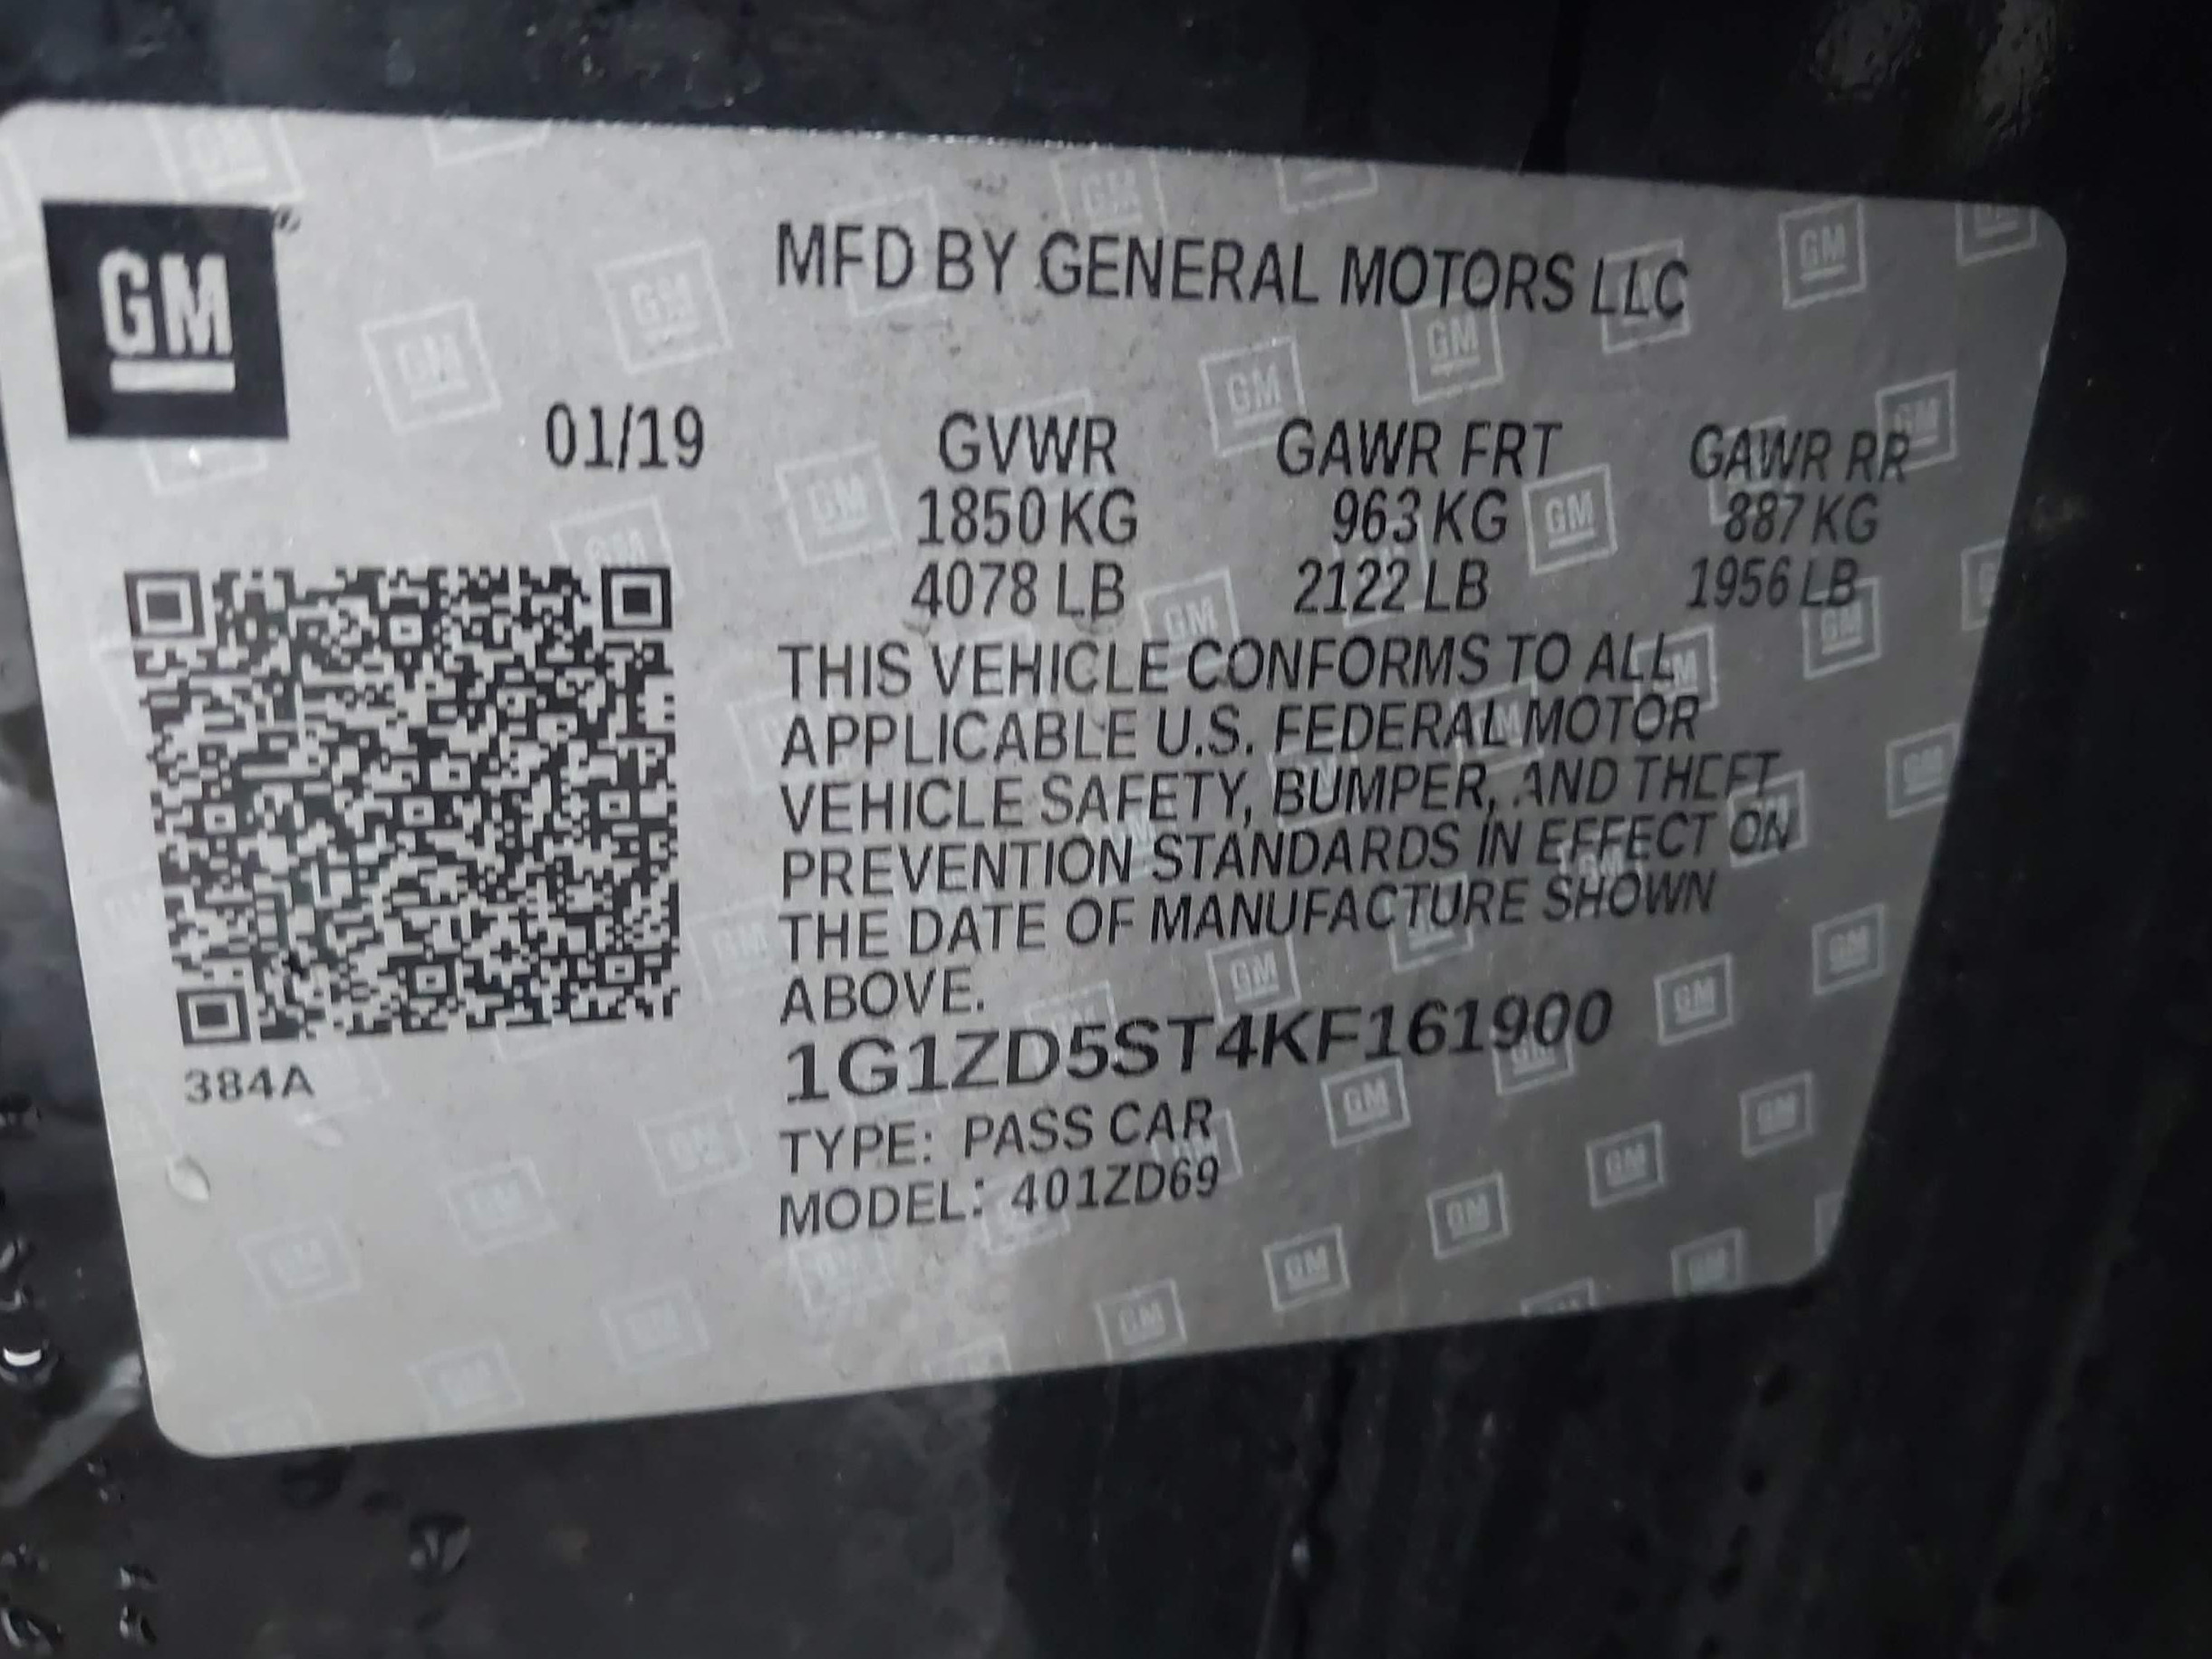 GM
MFD BY GENERAL MOTORS LLC
01/19
GVWR GAWR FRT GAWR RR
1850 KG 963 KG 887 KG
4078 LB 2122 LB 1956 LB
THIS VEHICLE CONFORMS TO ALL
APPLICABLE U.S. FEDERAL MOTOR
VEHICLE SAFETY, BUMPER, AND THEFT
PREVENTION STANDARDS IN EFFECT ON
THE DATE OF MANUFACTURE SHOWN
ABOVE.
1G1ZD5ST4KF161900
384A
TYPE: PASS CAR
MODEL: 401ZD69